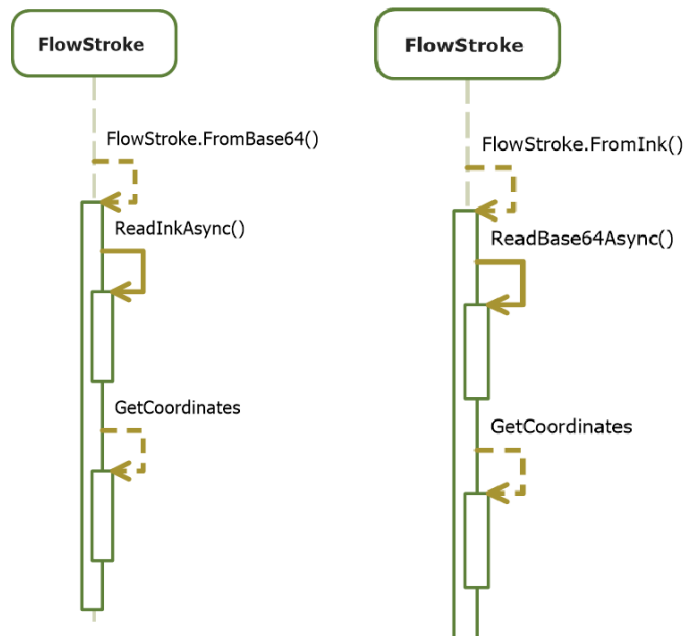 FlowStroke
FlowStroke.FromBase64()
ReadInkAsync()
GetCoordinates
FlowStroke
FlowStroke.FromInk()
ReadBase64Async()
GetCoordinates